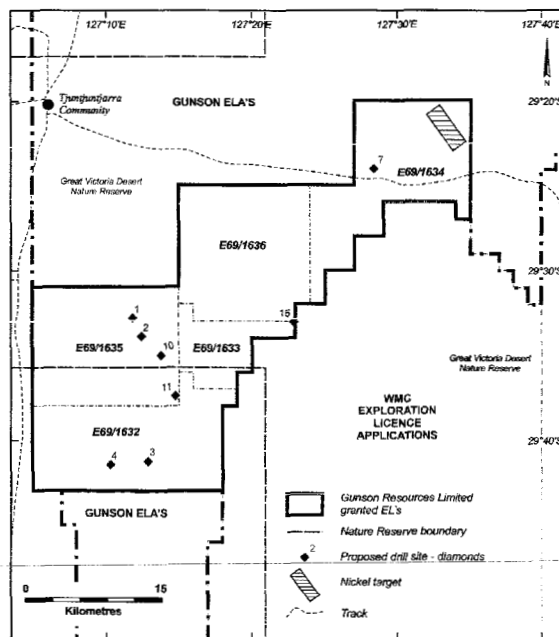 127°10'E
127°20'E
127°30'E
127°40'E
Tjuntjuntjarra
Community
GUNSON ELA'S
N
29°20'S
7
E69/1634
Great Victoria Desert
Nature Reserve
E69/1636
29°30'S
1
2
16
10
E69/1635
E69/1633
Great Victoria Desert
Nature Reserve
11
WMC
EXPLORATION
LICENCE
APPLICATIONS
E69/1632
29°40'S
4
3
GUNSON ELA'S
Gunson Resources Limited
granted EL's
Nature Reserve boundary
2
Proposed drill site - diamonds
Nickel target
Track
0
15
Kilometres